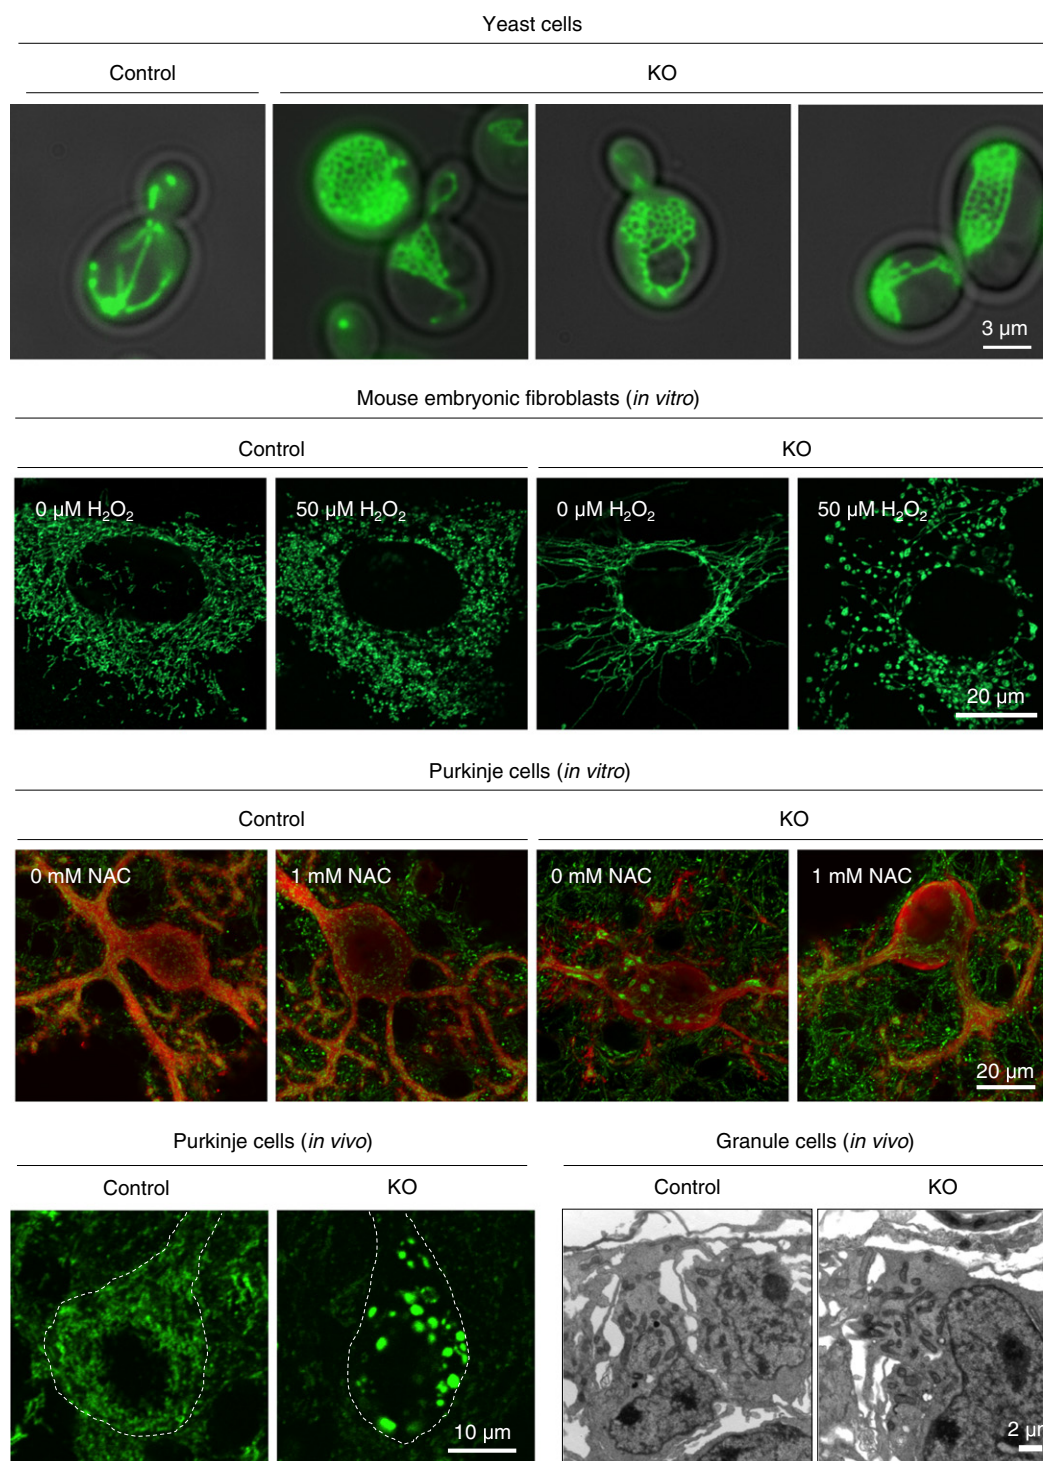 Yeast cells
Control KO
3 µm
Mouse embryonic fibroblasts (in vitro)
Control KO
0 µM H₂O₂ 50 µM H₂O₂ 0 µM H₂O₂ 50 µM H₂O₂
20 µm
Purkinje cells (in vitro)
Control KO
0 mM NAC 1 mM NAC 0 mM NAC 1 mM NAC
20 µm
Purkinje cells (in vivo) Granule cells (in vivo)
Control KO Control KO
10 µm 2